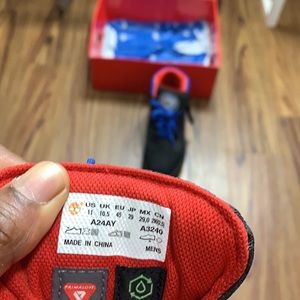 US UK EU JP MX CN
11 10.5 45 29 29.0
A24AY A3240
MADE IN CHINA MENS
PRIMALOFT